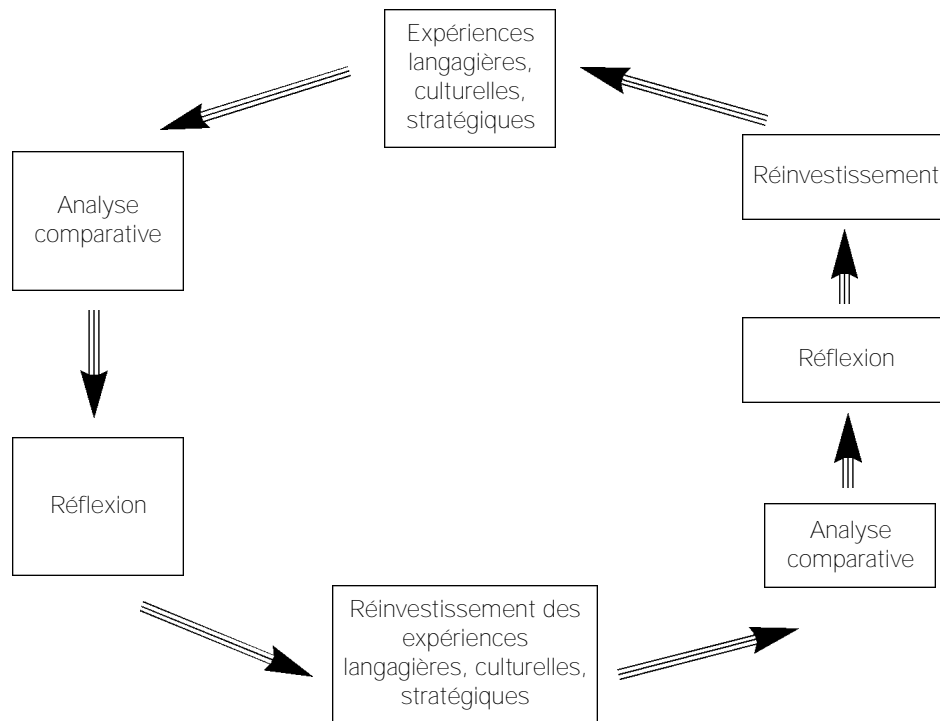 Expériences
langagières,
culturelles,
stratégiques
Analyse
comparative
Réflexion
Réinvestissement des
expériences
langagières, culturelles,
stratégiques
Analyse
comparative
Réflexion
Réinvestissement